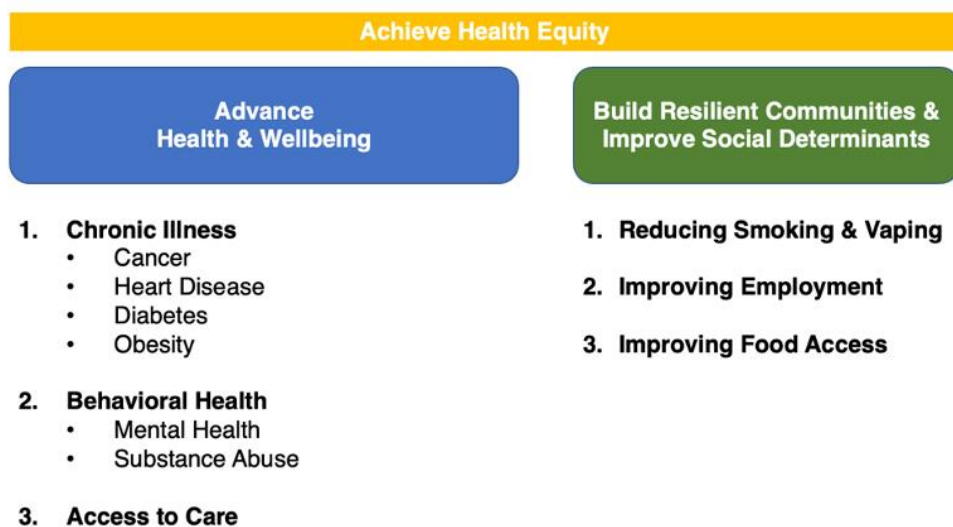 Achieve Health Equity
Advance
Health & Wellbeing
1. Chronic Illness
• Cancer
• Heart Disease
• Diabetes
• Obesity
2. Behavioral Health
• Mental Health
• Substance Abuse
3. Access to Care
Build Resilient Communities &
Improve Social Determinants
1. Reducing Smoking & Vaping
2. Improving Employment
3. Improving Food Access